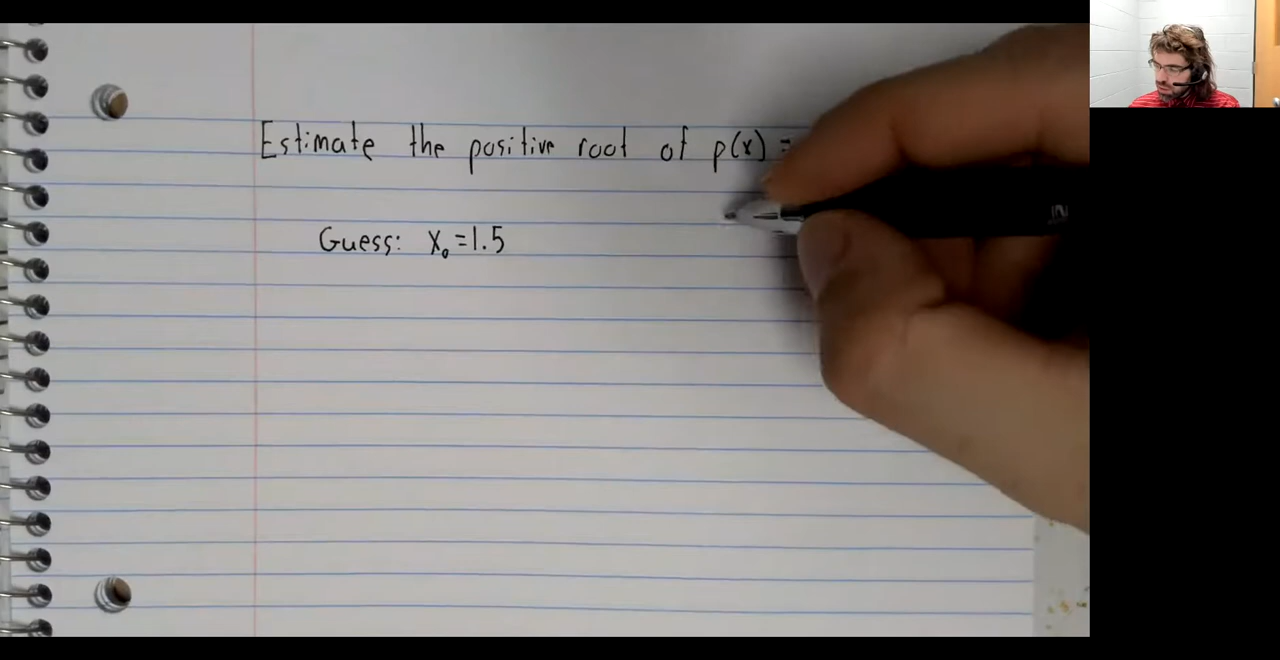 Estimate the positive root of p(x) =
Guess: x₀=1.5